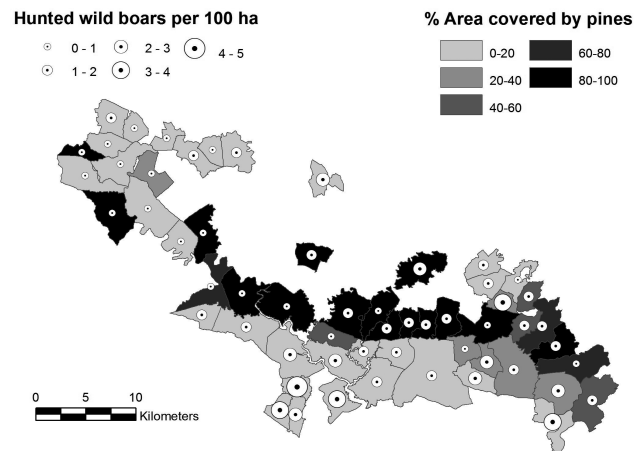 Hunted wild boars per 100 ha
0 - 1
2 - 3
4 - 5
1 - 2
3 - 4
% Area covered by pines
0-20
60-80
20-40
80-100
40-60
0 5 10
Kilometers